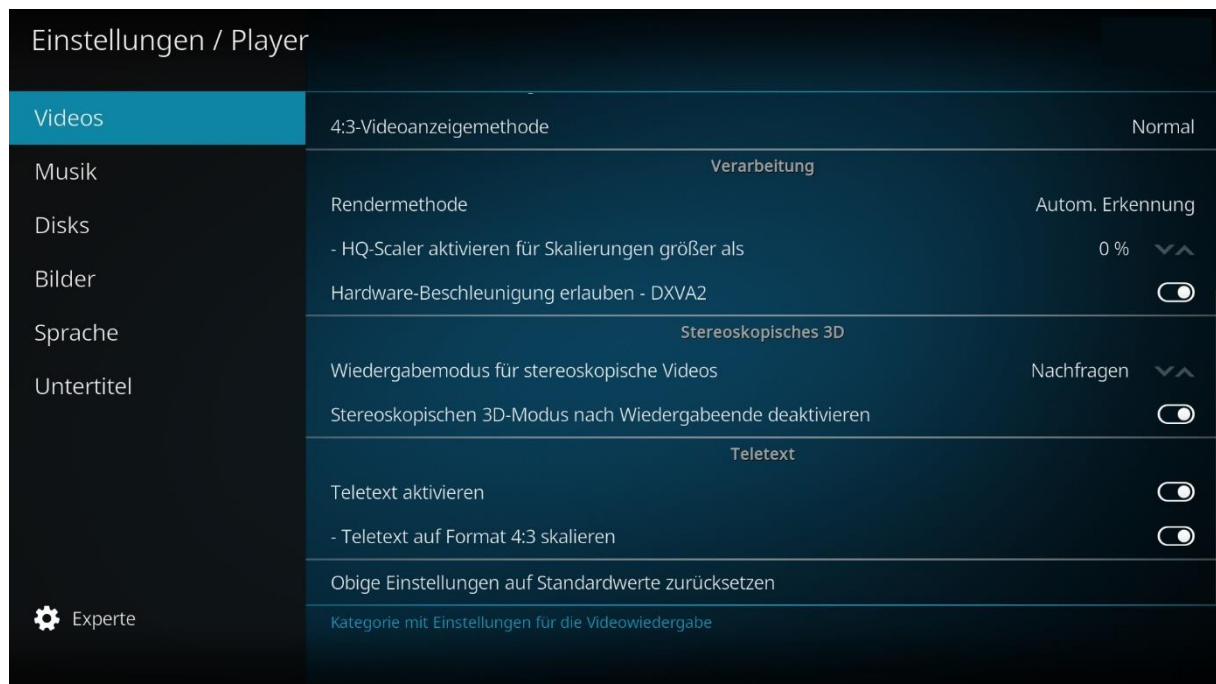 Einstellungen / Player
Videos
Musik
Disks
Bilder
Sprache
Untertitel
Experte
4:3-Videoanzeigemethode Normal
Verarbeitung
Rendermethode Autom. Erkennung
- HQ-Scaler aktivieren für Skalierungen größer als 0 %
Hardware-Beschleunigung erlauben - DXVA2
Stereoskopisches 3D
Wiedergabemodus für stereoskopische Videos Nachfragen
Stereoskopischen 3D-Modus nach Wiedergabeende deaktivieren
Teletext
Teletext aktivieren
- Teletext auf Format 4:3 skalieren
Obige Einstellungen auf Standardwerte zurücksetzen
Kategorie mit Einstellungen für die Videowiedergabe